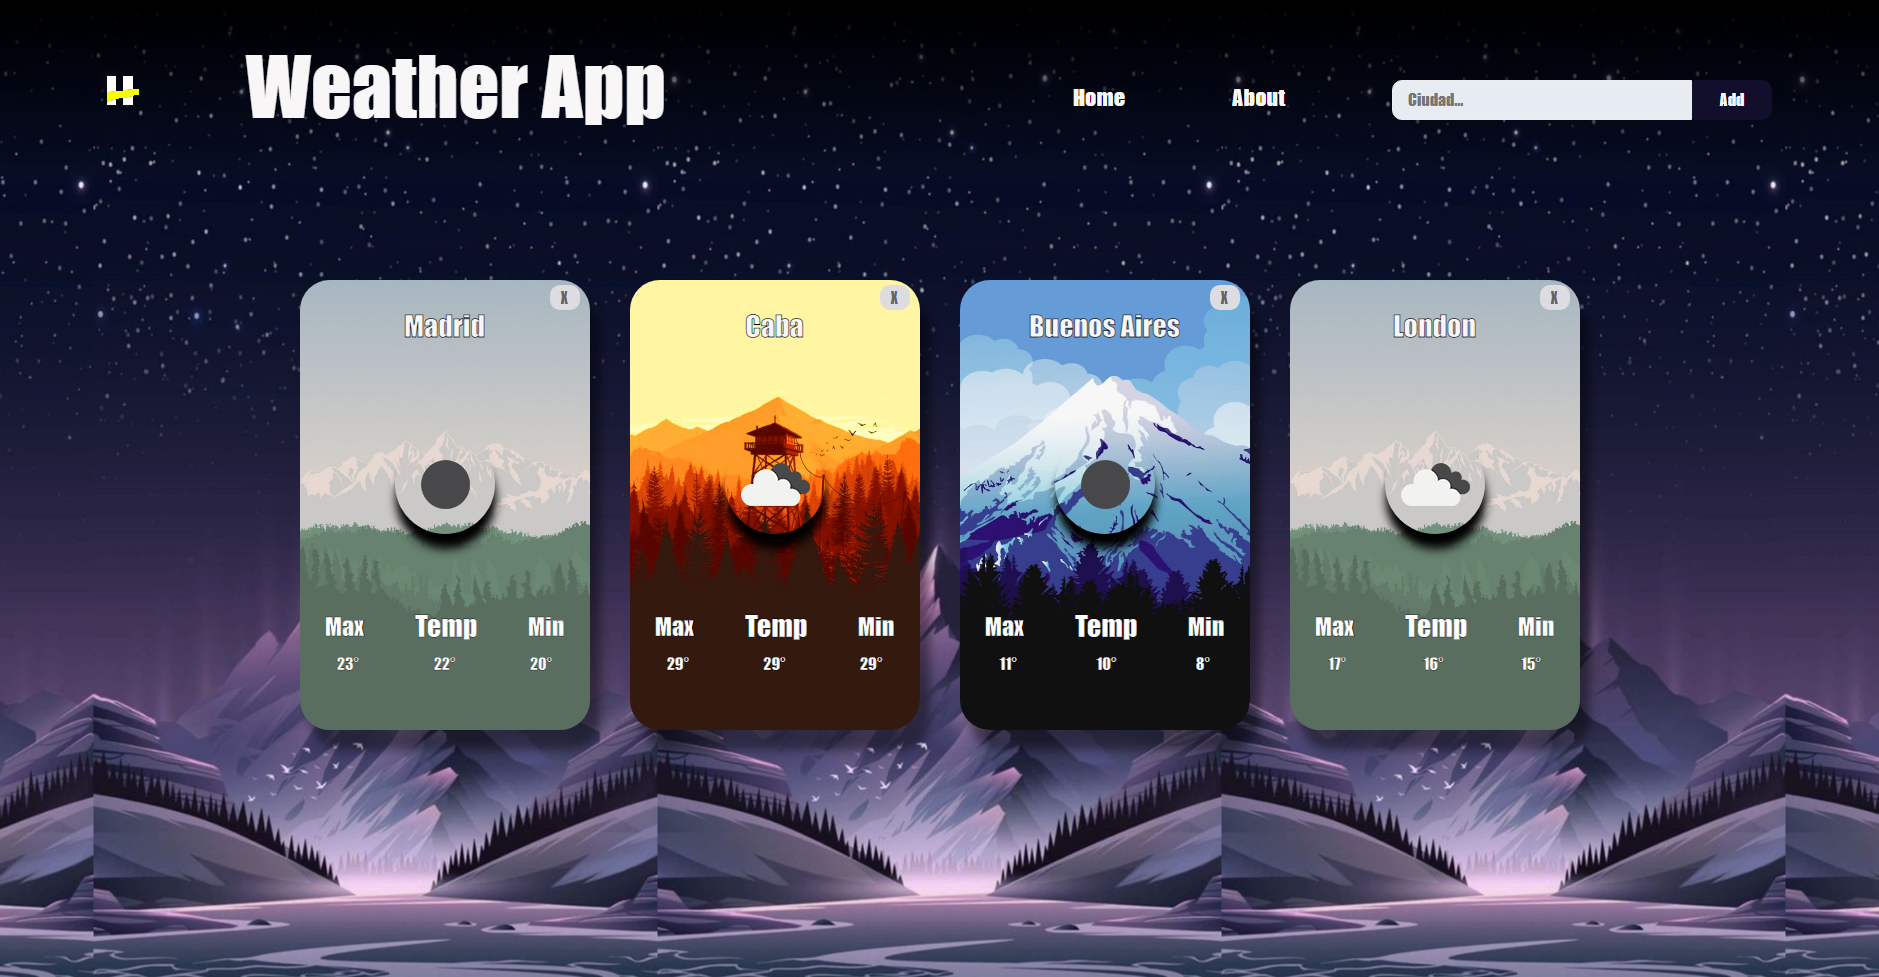 H
Weather App
Home
About
Ciudad...
Add
X
Madrid
Max Temp Min
23° 22° 20°
X
Caba
Max Temp Min
29° 29° 29°
X
Buenos Aires
Max Temp Min
11° 10° 8°
X
London
Max Temp Min
17° 16° 15°